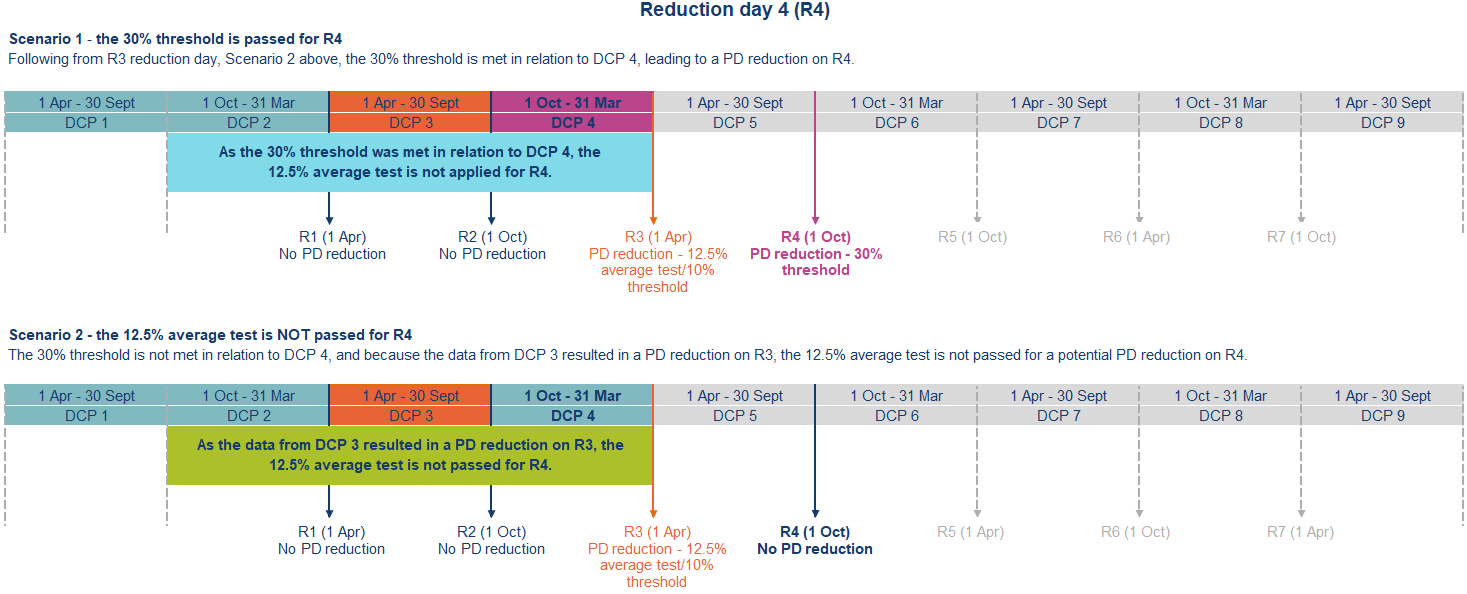 Reduction day 4 (R4)
Scenario 1 - the 30% threshold is passed for R4
Following from R3 reduction day, Scenario 2 above, the 30% threshold is met in relation to DCP 4, leading to a PD reduction on R4.
1 Apr - 30 Sept 1 Oct - 31 Mar 1 Apr - 30 Sept 1 Oct - 31 Mar 1 Apr - 30 Sept 1 Oct - 31 Mar 1 Apr - 30 Sept 1 Oct - 31 Mar 1 Apr - 30 Sept
DCP 1 DCP 2 DCP 3 DCP 4 DCP 5 DCP 6 DCP 7 DCP 8 DCP 9
As the 30% threshold was met in relation to DCP 4, the
12.5% average test is not applied for R4.
R1 (1 Apr)
No PD reduction
R2 (1 Oct)
No PD reduction
R3 (1 Apr)
PD reduction - 12.5%
average test/10%
threshold
R4 (1 Oct)
PD reduction - 30%
threshold
R5 (1 Oct)
R6 (1 Apr)
R7 (1 Oct)
Scenario 2 - the 12.5% average test is NOT passed for R4
The 30% threshold is not met in relation to DCP 4, and because the data from DCP 3 resulted in a PD reduction on R3, the 12.5% average test is not passed for a potential PD reduction on R4.
1 Apr - 30 Sept 1 Oct - 31 Mar 1 Apr - 30 Sept 1 Oct - 31 Mar 1 Apr - 30 Sept 1 Oct - 31 Mar 1 Apr - 30 Sept 1 Oct - 31 Mar 1 Apr - 30 Sept
DCP 1 DCP 2 DCP 3 DCP 4 DCP 5 DCP 6 DCP 7 DCP 8 DCP 9
As the data from DCP 3 resulted in a PD reduction on R3, the
12.5% average test is not passed for R4.
R1 (1 Apr)
No PD reduction
R2 (1 Oct)
No PD reduction
R3 (1 Apr)
PD reduction - 12.5%
average test/10%
threshold
R4 (1 Oct)
No PD reduction
R5 (1 Apr)
R6 (1 Oct)
R7 (1 Apr)